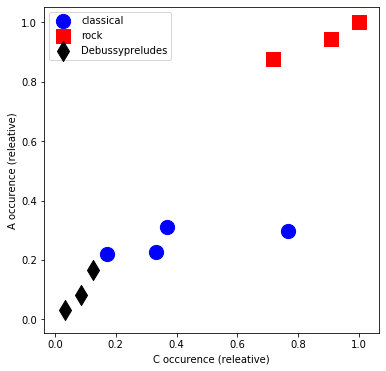 classical
rock
Debussypreludes
1.0
0.8
0.6
0.4
0.2
0.0
A occurence (releative)
0.0 0.2 0.4 0.6 0.8 1.0
C occurence (releative)